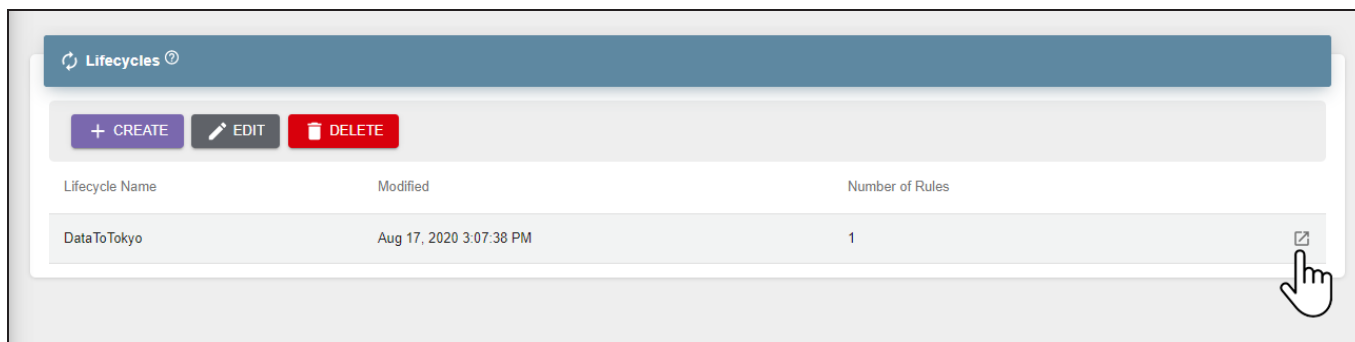 Lifecycles
CREATE EDIT DELETE
Lifecycle Name Modified Number of Rules
DataToTokyo Aug 17, 2020 3:07:38 PM 1